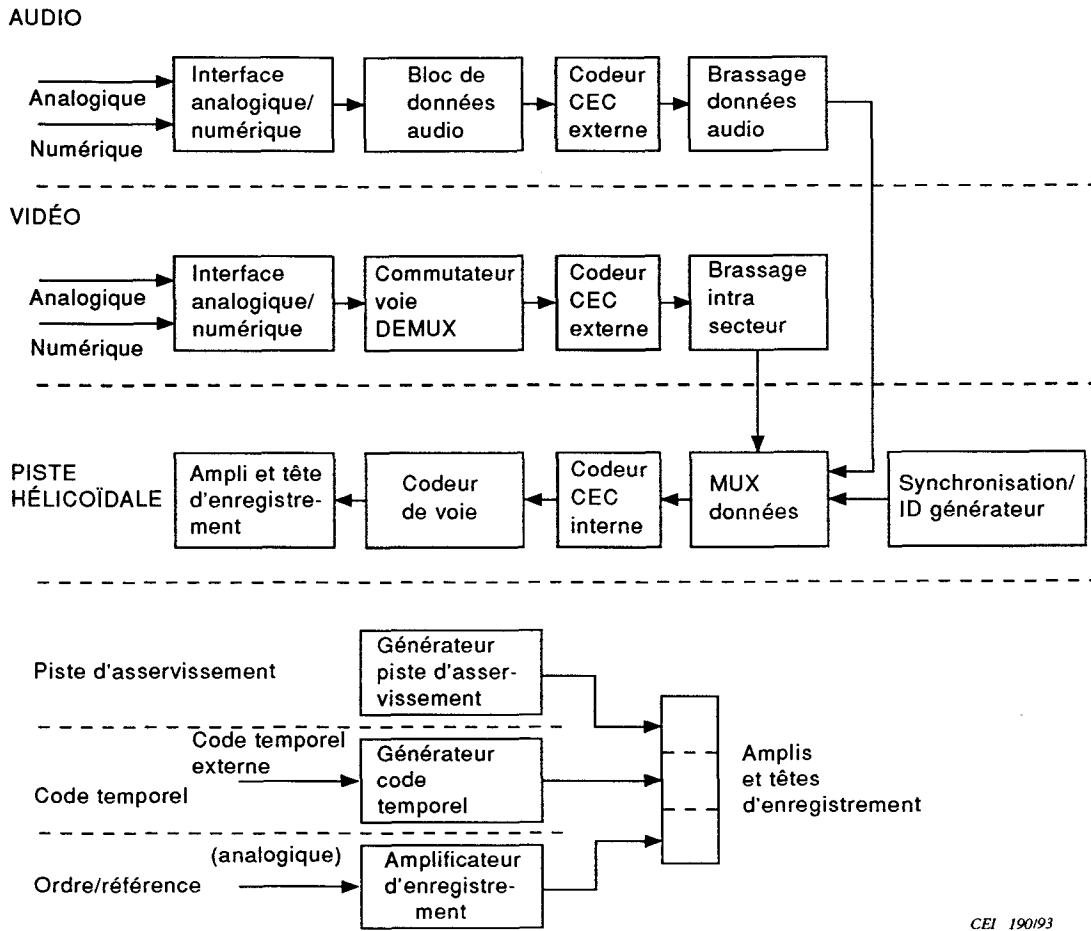 AUDIO
Analogique
Numérique
Interface
analogique/
numérique
Bloc de
données
audio
Codeur
CEC
externe
Brassage
données
audio
VIDÉO
Analogique
Numérique
Interface
analogique/
numérique
Commutateur
voie
DEMUX
Codeur
CEC
externe
Brassage
intra
secteur
PISTE
HÉLICOÏDALE
Ampli et tête
d'enregistre-
ment
Codeur
de voie
Codeur
CEC
interne
MUX
données
Synchronisation/
ID générateur
Piste d'asservissement
Générateur
piste d'asser-
vissement
Code temporel
externe
Code temporel
Générateur
code
temporel
Amplis
et têtes
d'enregistrement
(analogique)
Ordre/référence
Amplificateur
d'enregistre-
ment
CEI 190/93